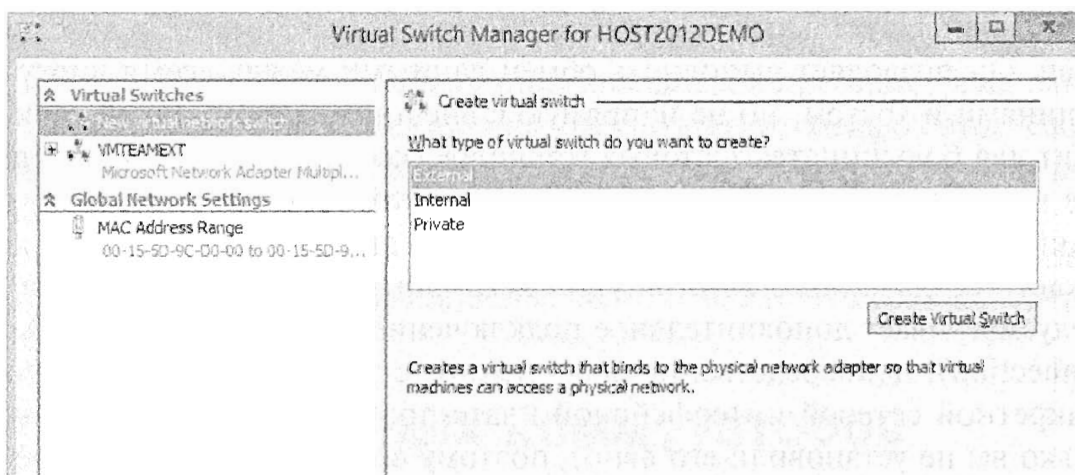 Virtual Switch Manager for HOST2012DEMO
Virtual Switches
New virtual network switch
VMTEAMEXT
Microsoft Network Adapter Multipl...
Global Network Settings
MAC Address Range
00-15-5D-9C-D0-00 to 00-15-5D-9...
Create virtual switch
What type of virtual switch do you want to create?
External
Internal
Private
Create Virtual Switch
Creates a virtual switch that binds to the physical network adapter so that virtual
machines can access a physical network.